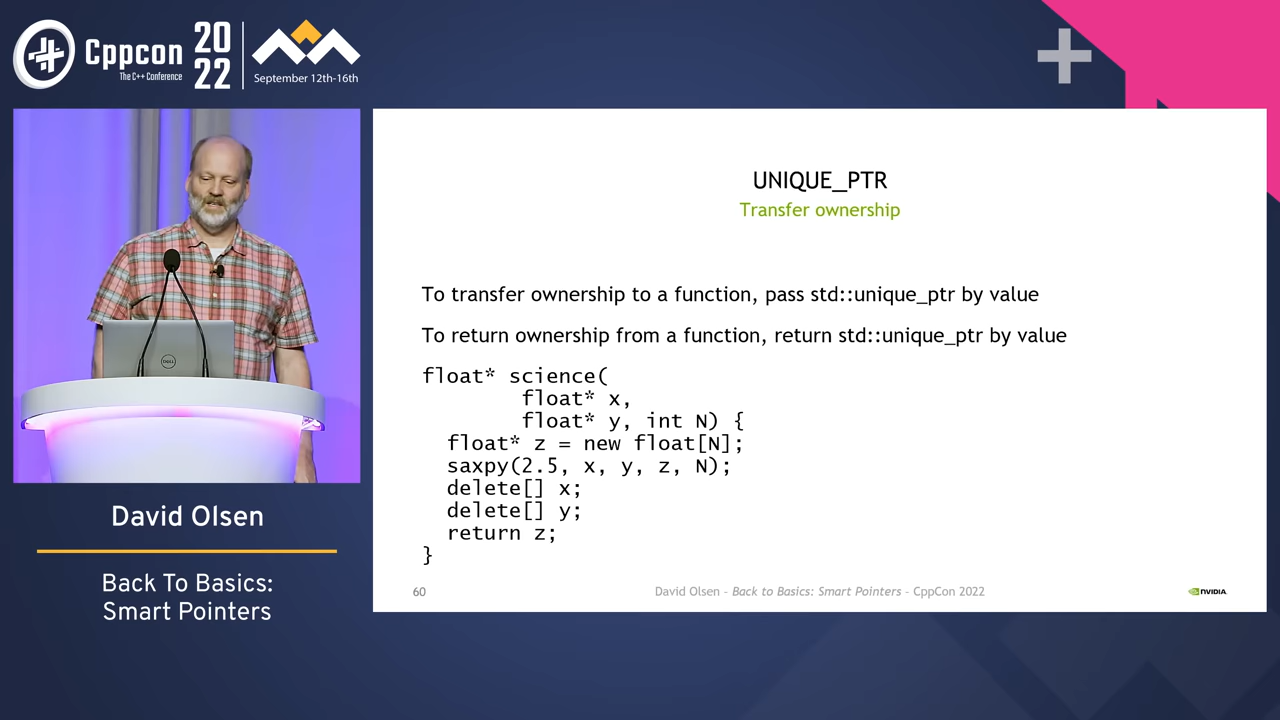 Cppcon
The C++ Conference
20
22
September 12th-16th
UNIQUE_PTR
Transfer ownership
To transfer ownership to a function, pass std::unique_ptr by value
To return ownership from a function, return std::unique_ptr by value
float* science(
        float* x,
        float* y, int N) {
  float* z = new float[N];
  saxpy(2.5, x, y, z, N);
  delete[] x;
  delete[] y;
  return z;
}
60
David Olsen - Back to Basics: Smart Pointers - CppCon 2022
NVIDIA
DELL
David Olsen
Back To Basics:
Smart Pointers